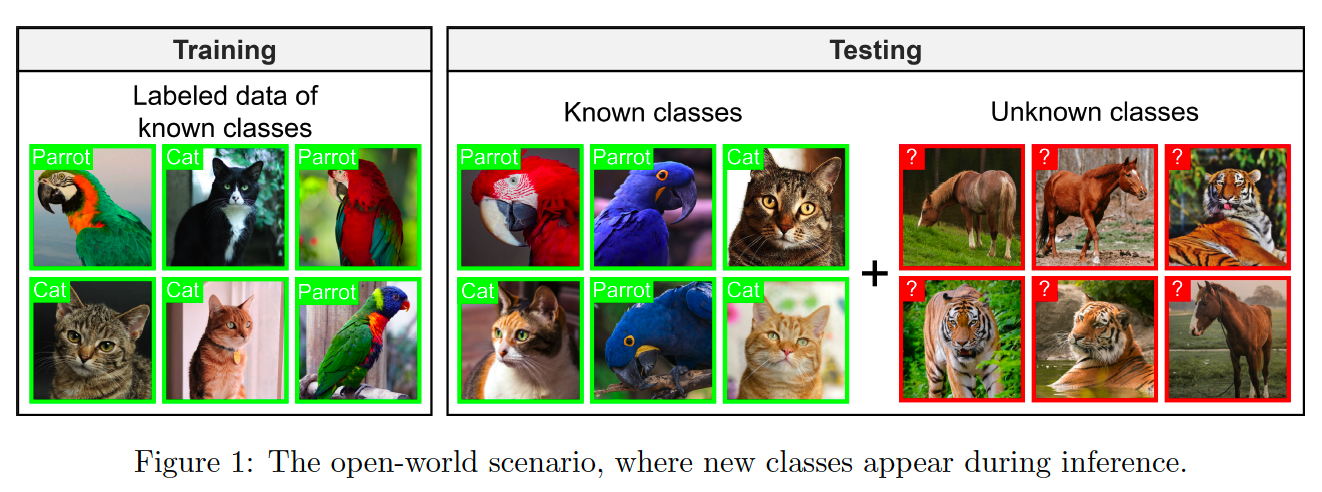 Training
Testing
Labeled data of
known classes
Known classes
Unknown classes
Parrot
Cat
Parrot
Cat
Cat
Parrot
Parrot
Parrot
Cat
Cat
Parrot
Cat
+
?
?
?
?
?
?
Figure 1: The open-world scenario, where new classes appear during inference.